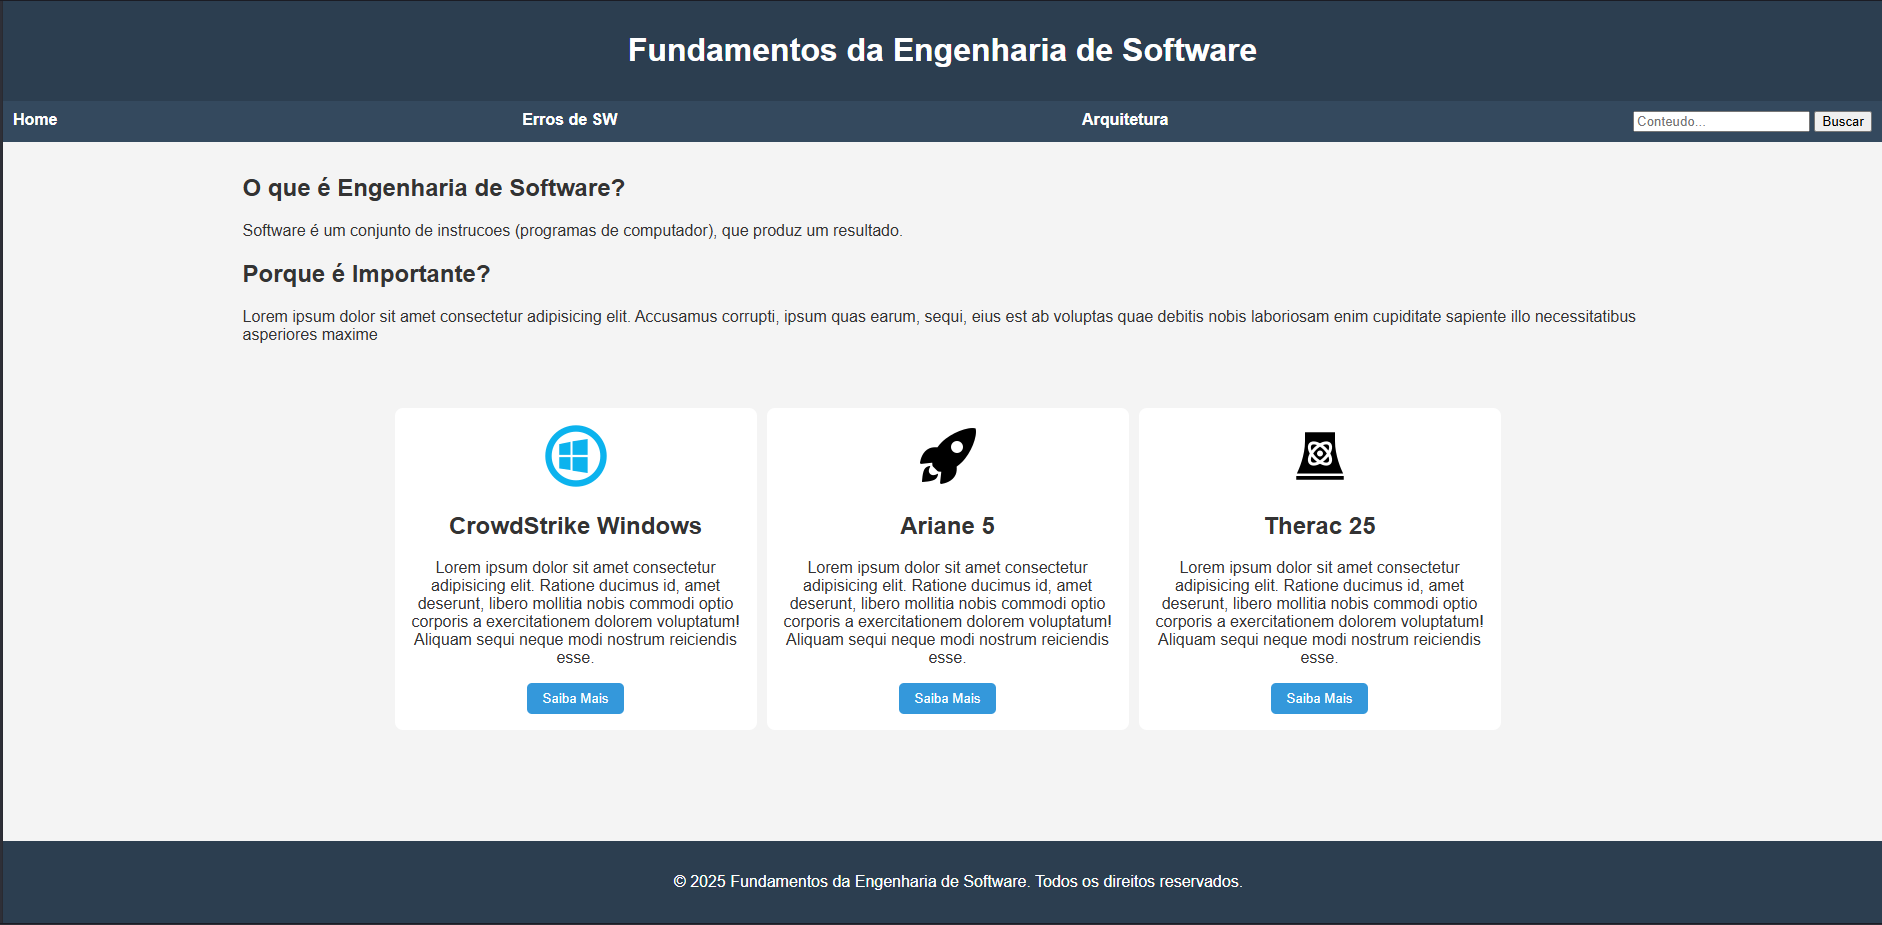 Fundamentos da Engenharia de Software
Home
Erros de SW
Arquitetura
Conteudo...
Buscar
O que é Engenharia de Software?
Software é um conjunto de instrucoes (programas de computador), que produz um resultado.
Porque é Importante?
Lorem ipsum dolor sit amet consectetur adipisicing elit. Accusamus corrupti, ipsum quas earum, sequi, eius est ab voluptas quae debitis nobis laboriosam enim cupiditate sapiente illo necessitatibus
asperiores maxime
CrowdStrike Windows
Lorem ipsum dolor sit amet consectetur
adipisicing elit. Ratione ducimus id, amet
deserunt, libero mollitia nobis commodi optio
corporis a exercitationem dolorem voluptatum!
Aliquam sequi neque modi nostrum reiciendis
esse.
Saiba Mais
Ariane 5
Lorem ipsum dolor sit amet consectetur
adipisicing elit. Ratione ducimus id, amet
deserunt, libero mollitia nobis commodi optio
corporis a exercitationem dolorem voluptatum!
Aliquam sequi neque modi nostrum reiciendis
esse.
Saiba Mais
Therac 25
Lorem ipsum dolor sit amet consectetur
adipisicing elit. Ratione ducimus id, amet
deserunt, libero mollitia nobis commodi optio
corporis a exercitationem dolorem voluptatum!
Aliquam sequi neque modi nostrum reiciendis
esse.
Saiba Mais
© 2025 Fundamentos da Engenharia de Software. Todos os direitos reservados.